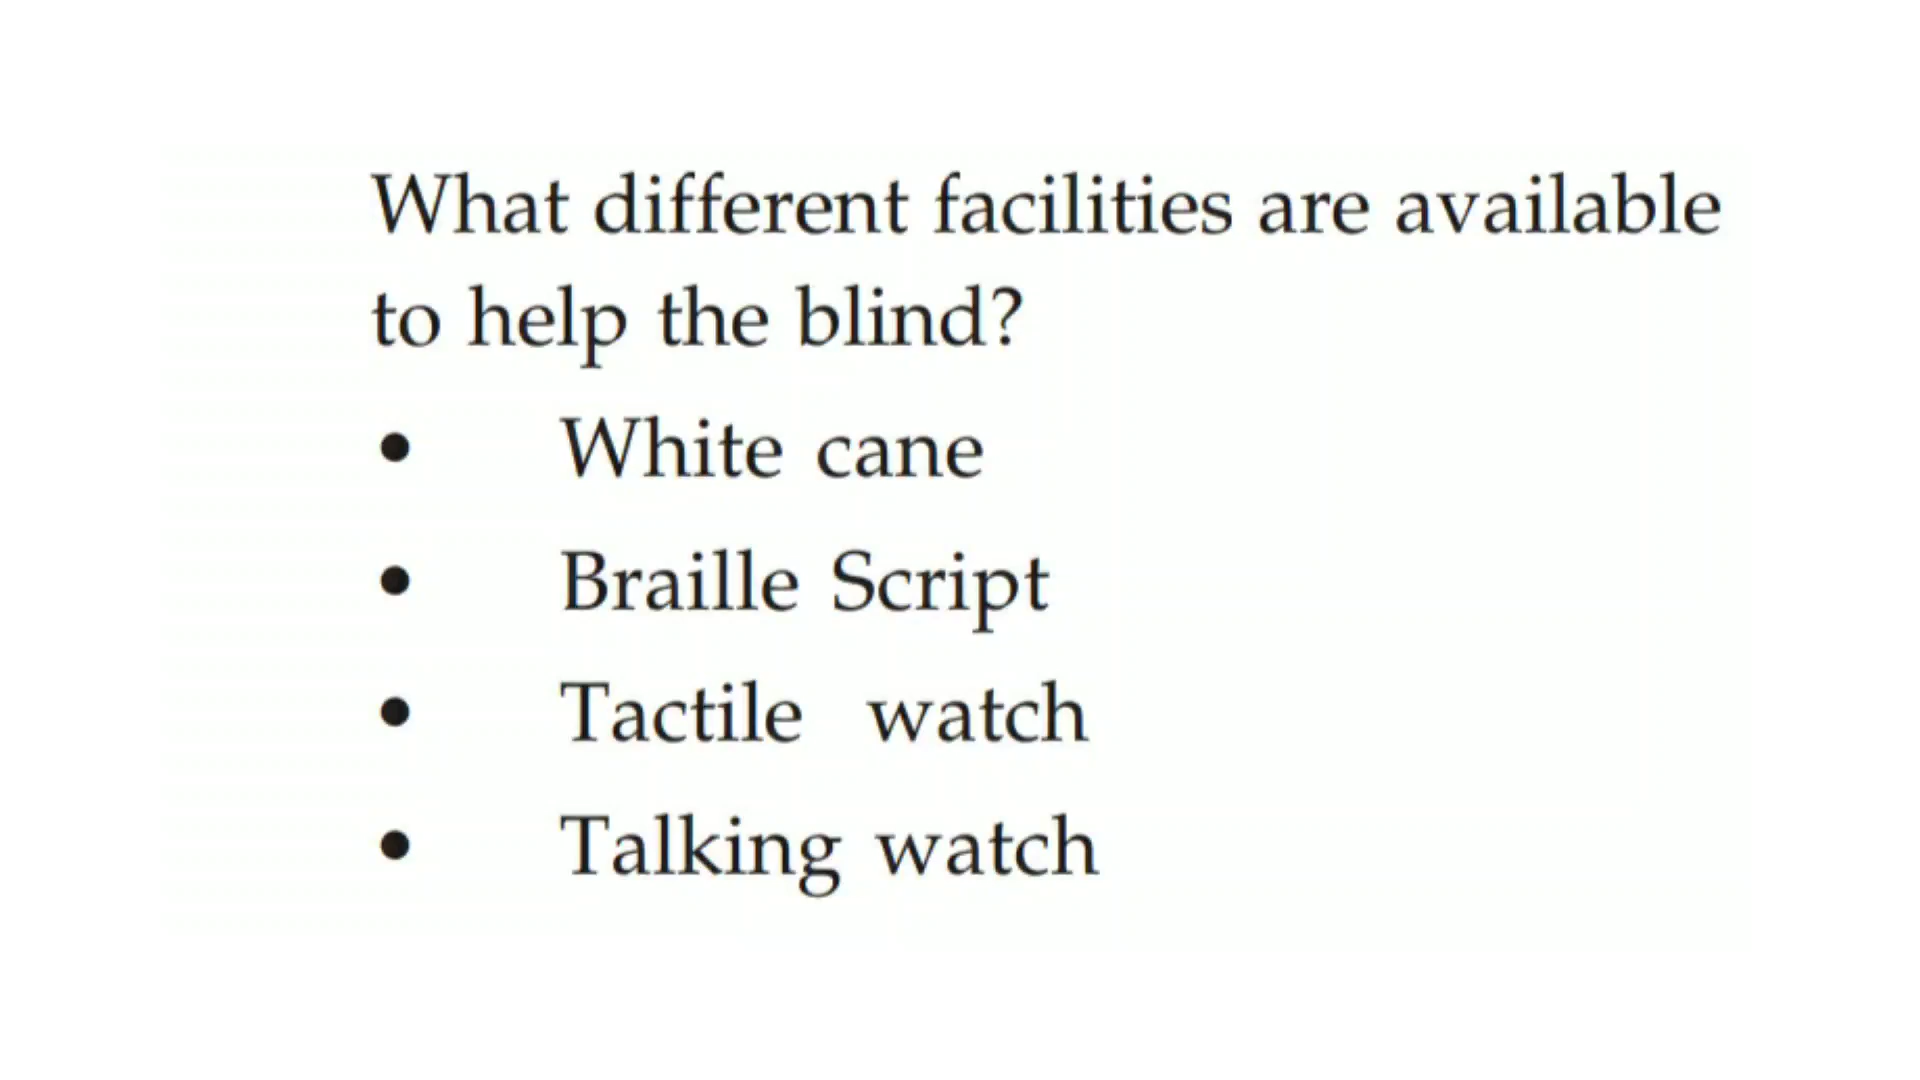 What different facilities are available
to help the blind?
• White cane
• Braille Script
• Tactile watch
• Talking watch